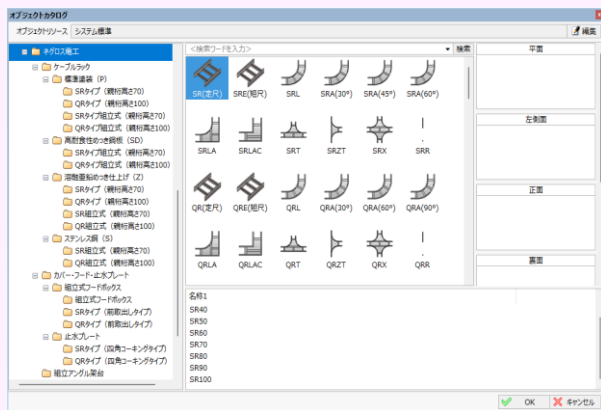 オブジェクトカタログ
オブジェクトリソース システム標準
編集
ネグロス施工
ケーブルラック
標準塗装（P）
SRタイプ（親桁高さ70）
QRタイプ（親桁高さ100）
SRタイプ組立式（親桁高さ70）
QRタイプ組立式（親桁高さ100）
高耐食性めっき鋼板（SD）
SRタイプ組立式（親桁高さ70）
QRタイプ組立式（親桁高さ100）
溶融亜鉛めっき仕上げ（Z）
SRタイプ（親桁高さ70）
QRタイプ（親桁高さ100）
SR組立式（親桁高さ70）
QR組立式（親桁高さ100）
ステンレス鋼（S）
SR組立式（親桁高さ70）
QR組立式（親桁高さ100）
カバー・フード・止水プレート
組立式フードボックス
組立式フードボックス
SRタイプ（前取出しタイプ）
QRタイプ（前取出しタイプ）
止水プレート
SRタイプ（四角コーキングタイプ）
QRタイプ（四角コーキングタイプ）
組立アングル架台
<検索ワードを入力>
検索
SR(定尺) SRE(短尺) SRL SRA(30°) SRA(45°) SRA(60°)
SRLA SRLAC SRT SRZT SRX SRR
QR(定尺) QRE(短尺) QRL QRA(30°) QRA(60°) QRA(90°)
QRLA QRLAC QRT QRZT QRX QRR
名称1
SR40
SR50
SR60
SR70
SR80
SR90
SR100
平面
左側面
正面
裏面
OK キャンセル